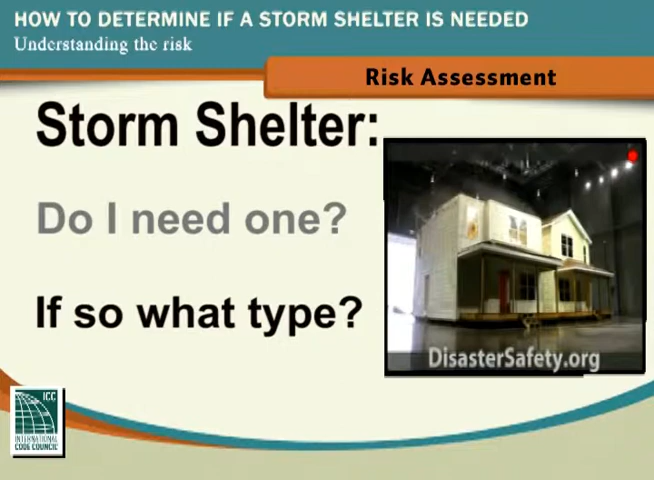 HOW TO DETERMINE IF A STORM SHELTER IS NEEDED
Understanding the risk
Risk Assessment
Storm Shelter:
Do I need one?
If so what type?
DisasterSafety.org
ICC
INTERNATIONAL
CODE COUNCIL